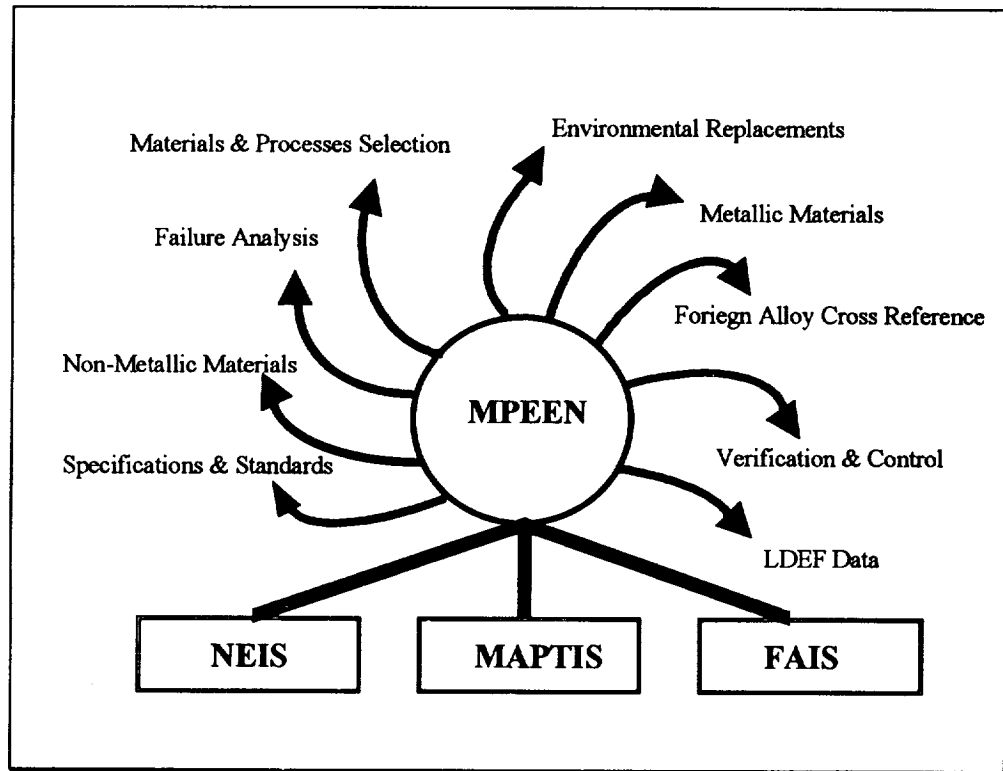 Environmental Replacements
Materials & Processes Selection
Metallic Materials
Failure Analysis
Foriegn Alloy Cross Reference
Non-Metallic Materials
MPEEN
Specifications & Standards
Verification & Control
LDEF Data
NEIS
MAPTIS
FAIS